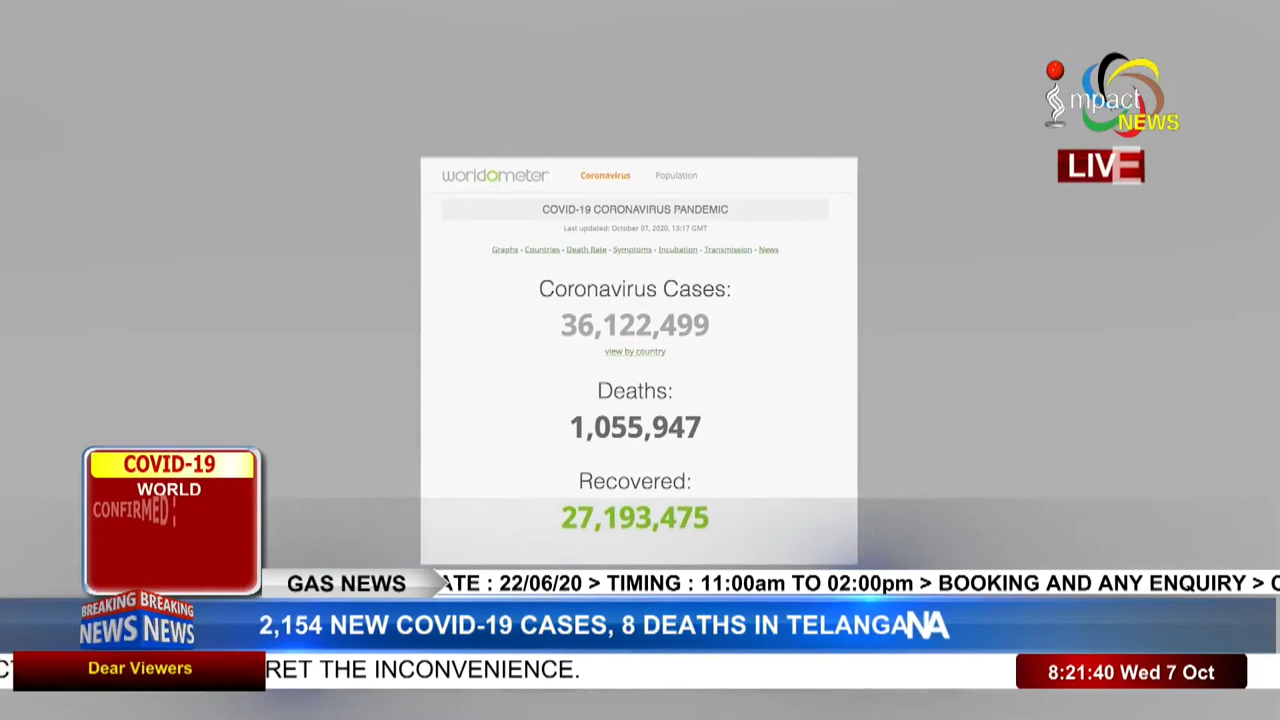 mpact
NEWS
LIVE
worldometer Coronavirus Population
COVID-19 CORONAVIRUS PANDEMIC
Last updated: October 07, 2020, 13:17 GMT
Graphs - Countries - Death Rate - Symptoms - Incubation - Transmission - News
Coronavirus Cases:
36,122,499
view by country
Deaths:
1,055,947
Recovered:
27,193,475
COVID-19
WORLD
CONFIRMED :
GAS NEWS ATE : 22/06/20 > TIMING : 11:00am TO 02:00pm > BOOKING AND ANY ENQUIRY > C
BREAKING BREAKING
NEWS NEWS
2,154 NEW COVID-19 CASES, 8 DEATHS IN TELANGANA
Dear Viewers RET THE INCONVENIENCE.
8:21:40 Wed 7 Oct